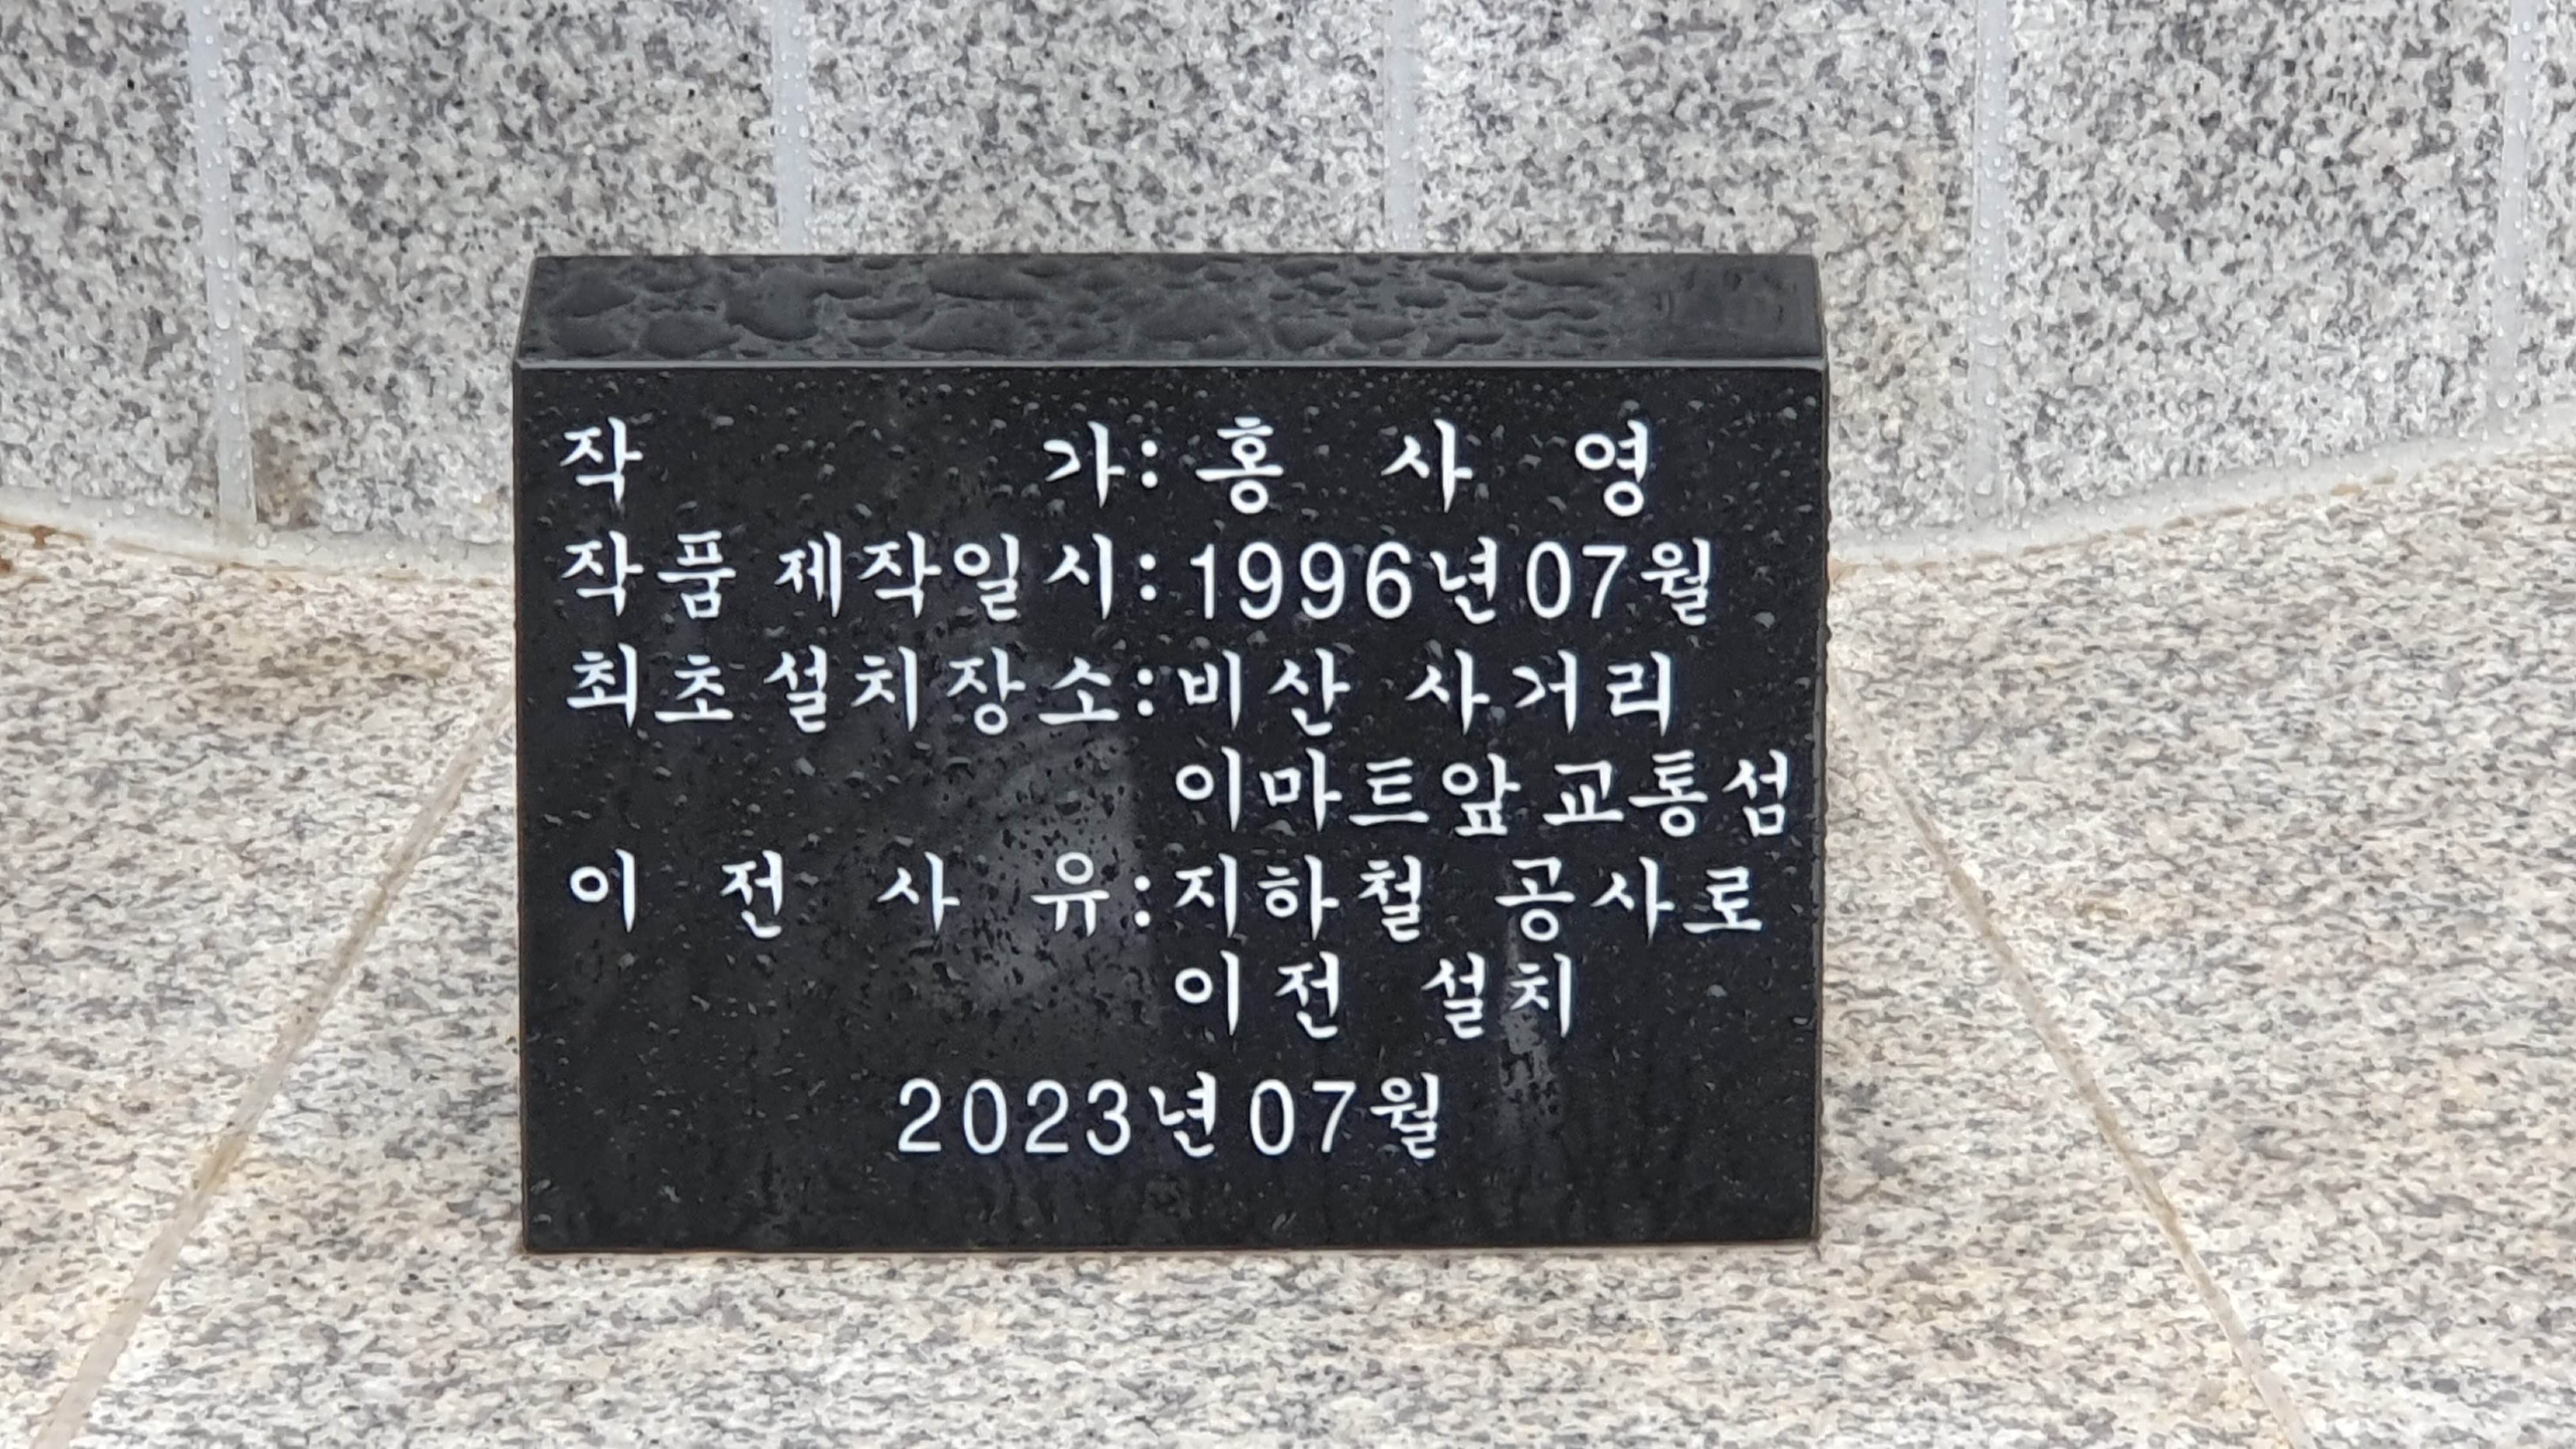 작 가: 홍 사 영
작품 제작일시: 1996년 07월
최초 설치장소: 비산 사거리
이마트앞 교통섬
이 전 사 유: 지하철 공사로
이전 설치
2023년 07월